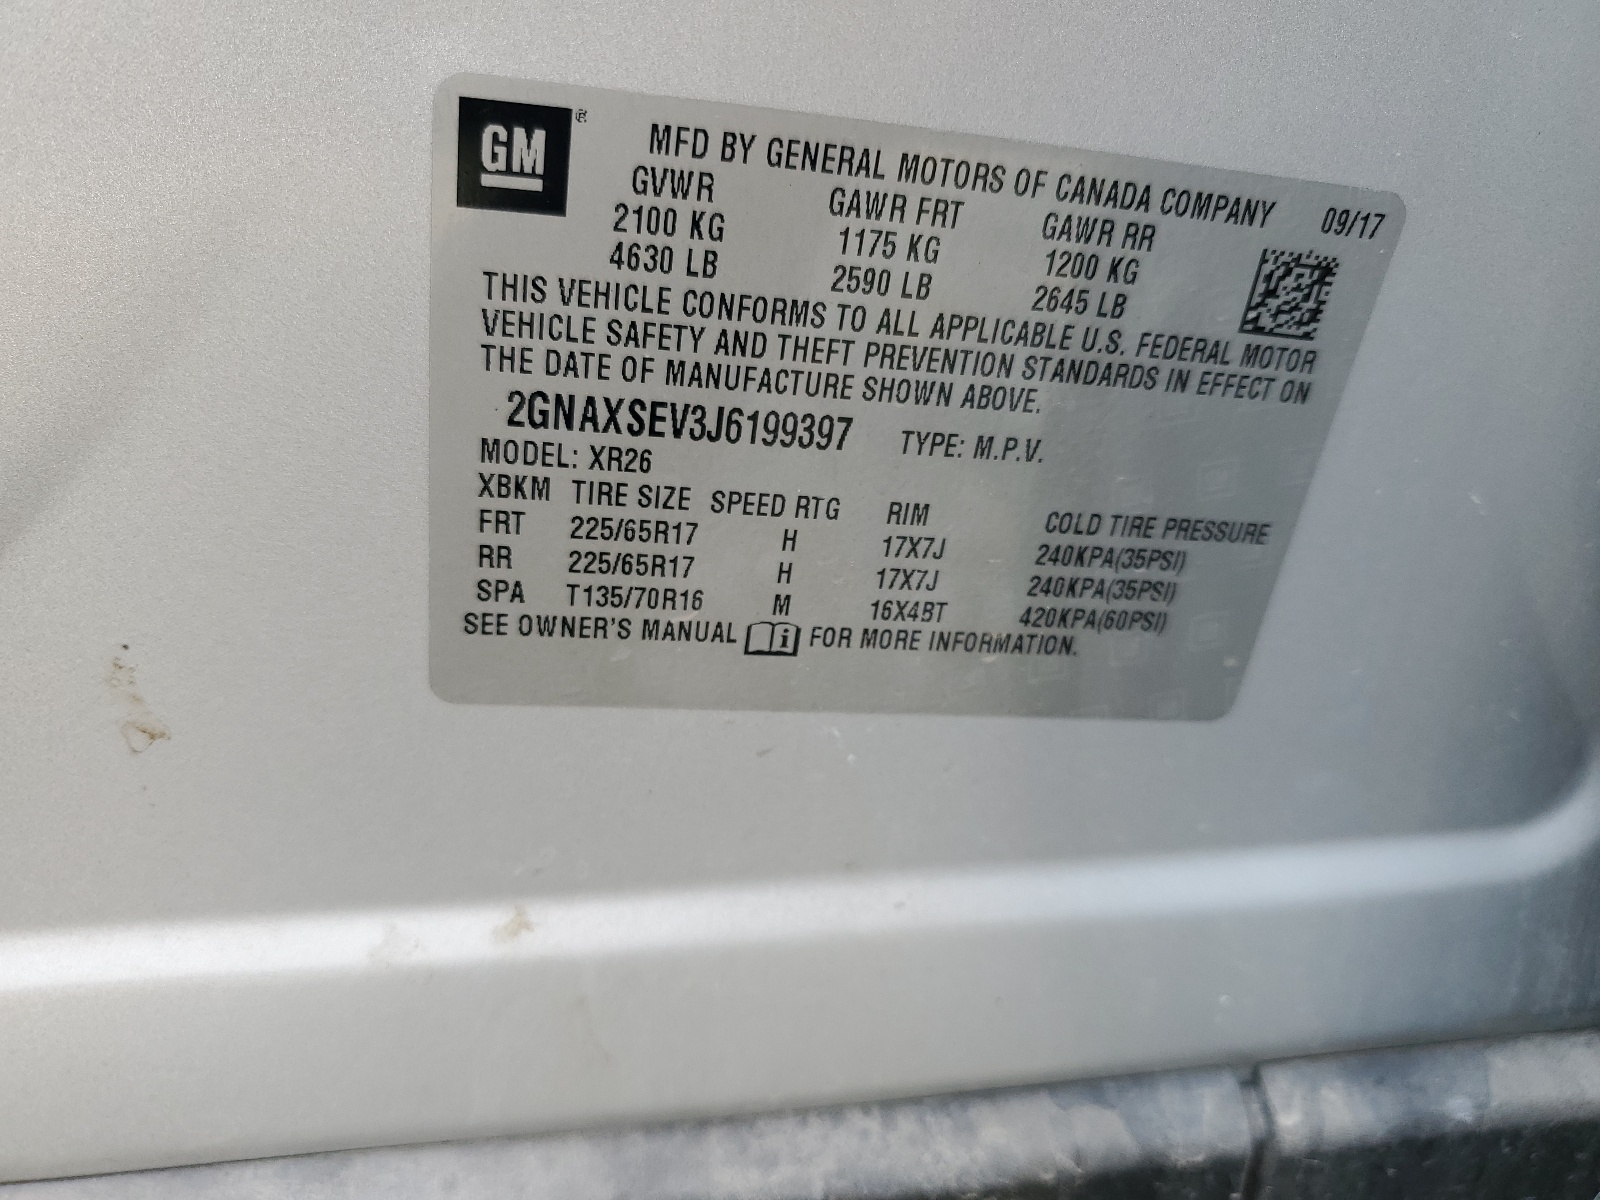 GM ®
MFD BY GENERAL MOTORS OF CANADA COMPANY 09/17
GVWR GAWR FRT GAWR RR
2100 KG 1175 KG 1200 KG
4630 LB 2590 LB 2645 LB
THIS VEHICLE CONFORMS TO ALL APPLICABLE U.S. FEDERAL MOTOR
VEHICLE SAFETY AND THEFT PREVENTION STANDARDS IN EFFECT ON
THE DATE OF MANUFACTURE SHOWN ABOVE.
2GNAXSEV3J6199397 TYPE: M.P.V.
MODEL: XR26
XBKM TIRE SIZE SPEED RTG RIM COLD TIRE PRESSURE
FRT 225/65R17 H 17X7J 240KPA(35PSI)
RR 225/65R17 H 17X7J 240KPA(35PSI)
SPA T135/70R16 M 16X4BT 420KPA(60PSI)
SEE OWNER'S MANUAL i FOR MORE INFORMATION.